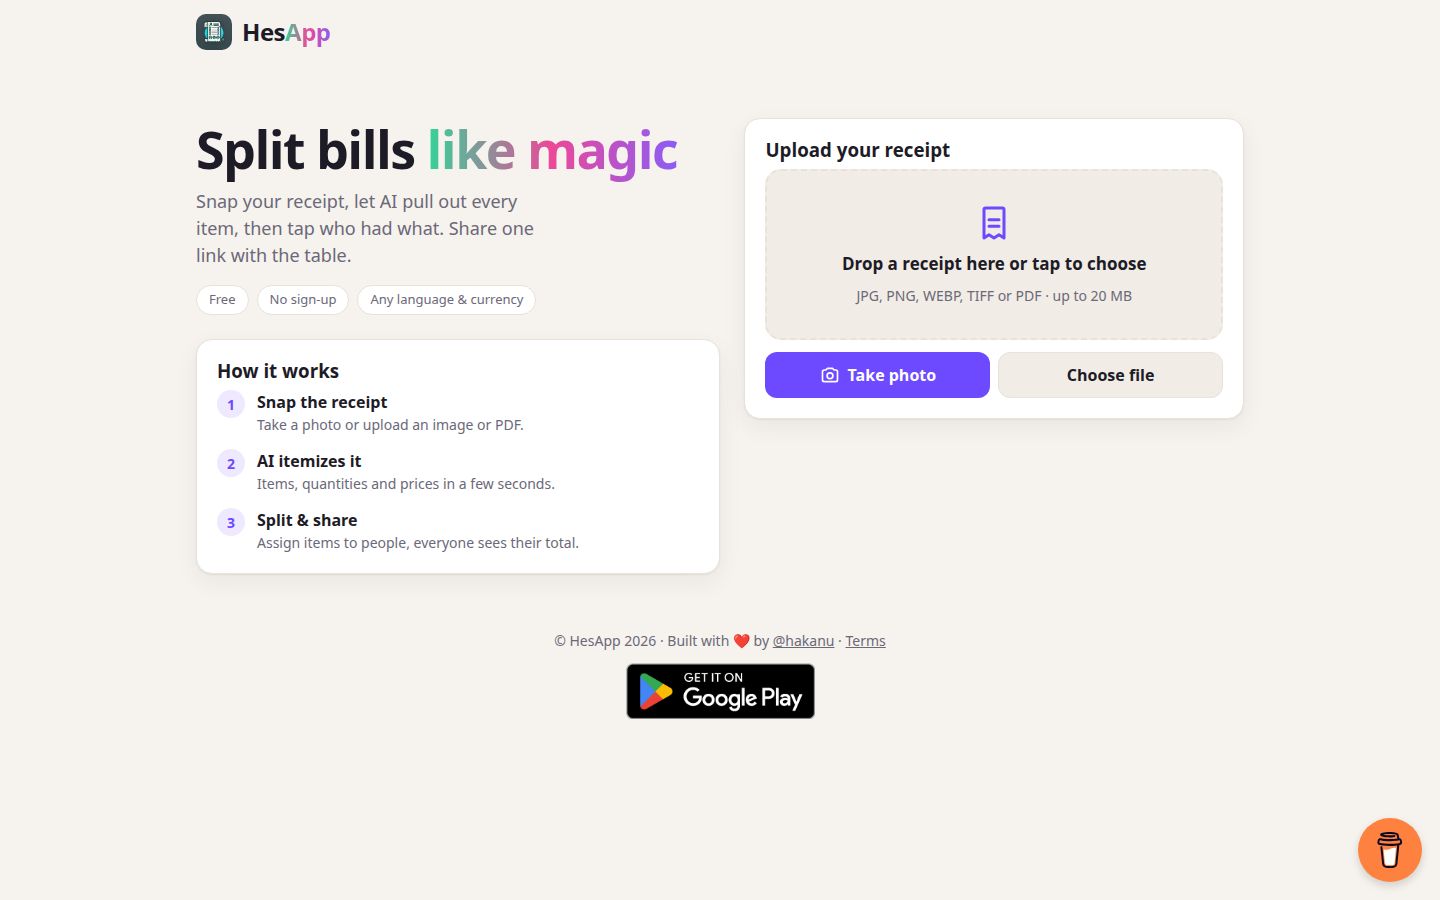 HesApp
Split bills like magic
Snap your receipt, let AI pull out every
item, then tap who had what. Share one
link with the table.
Free
No sign-up
Any language & currency
How it works
1
Snap the receipt
Take a photo or upload an image or PDF.
2
AI itemizes it
Items, quantities and prices in a few seconds.
3
Split & share
Assign items to people, everyone sees their total.
Upload your receipt
Drop a receipt here or tap to choose
JPG, PNG, WEBP, TIFF or PDF · up to 20 MB
Take photo
Choose file
© HesApp 2026 · Built with ❤️ by @hakanu · Terms
GET IT ON
Google Play